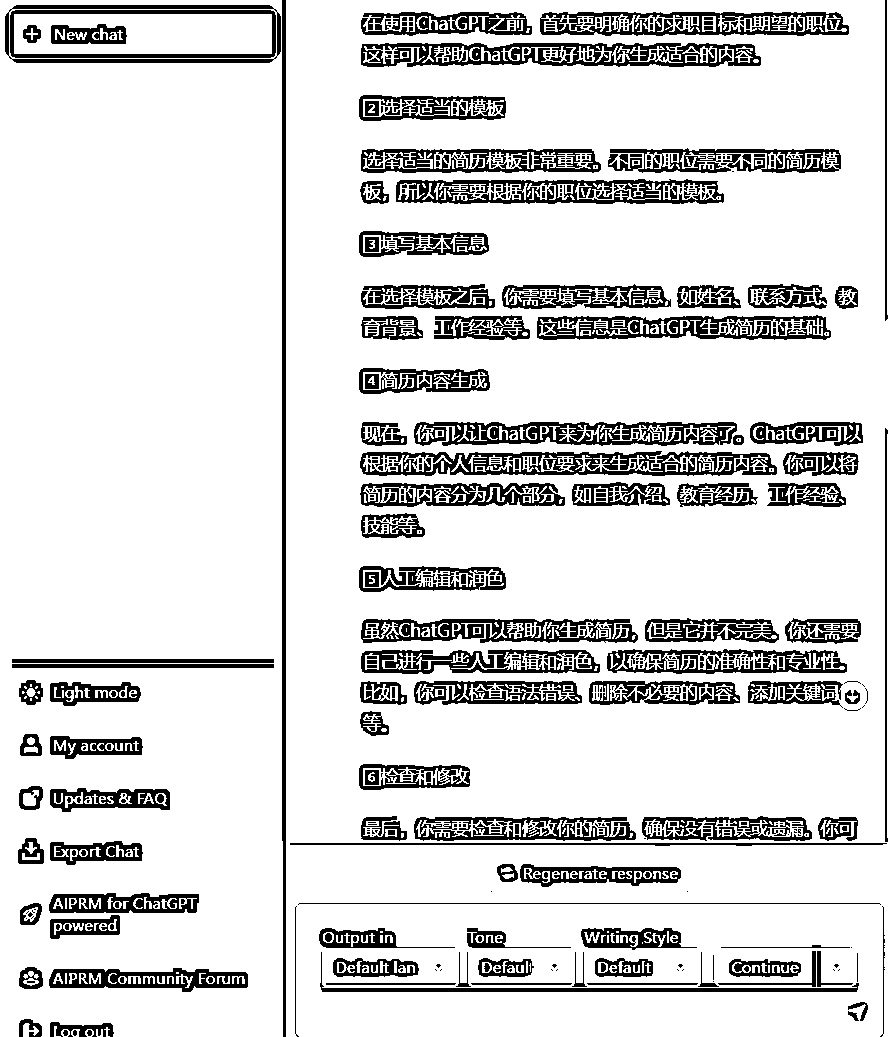 New chat
在使用ChatGPT之前，首先要明确你的求职目标和期望的职位。
这样可以帮助ChatGPT更好地为你生成适合的内容。
2选择适当的模板
选择适当的简历模板非常重要。不同的职位需要不同的简历模
板，所以你需要根据你的职位选择适当的模板。
3填写基本信息
在选择模板之后，你需要填写基本信息，如姓名、联系方式、教
育背景、工作经验等。这些信息是ChatGPT生成简历的基础。
4简历内容生成
现在，你可以让ChatGPT来为你生成简历内容了。ChatGPT可以
根据你的个人信息和职位要求来生成适合的简历内容。你可以将
简历的内容分为几个部分，如自我介绍、教育经历、工作经验、
技能等。
5人工编辑和润色
虽然ChatGPT可以帮助你生成简历，但是它并不完美。你还需要
自己进行一些人工编辑和润色，以确保简历的准确性和专业性。
比如，你可以检查语法错误、删除不必要的内容、添加关键词
等。
6检查和修改
最后，你需要检查和修改你的简历，确保没有错误或遗漏。你可
Light mode
My account
Updates & FAQ
Export Chat
AIPRM for ChatGPT
powered
AIPRM Community Forum
Log out
Regenerate response
Output in Tone Writing Style
Default lan Defaul Default Continue